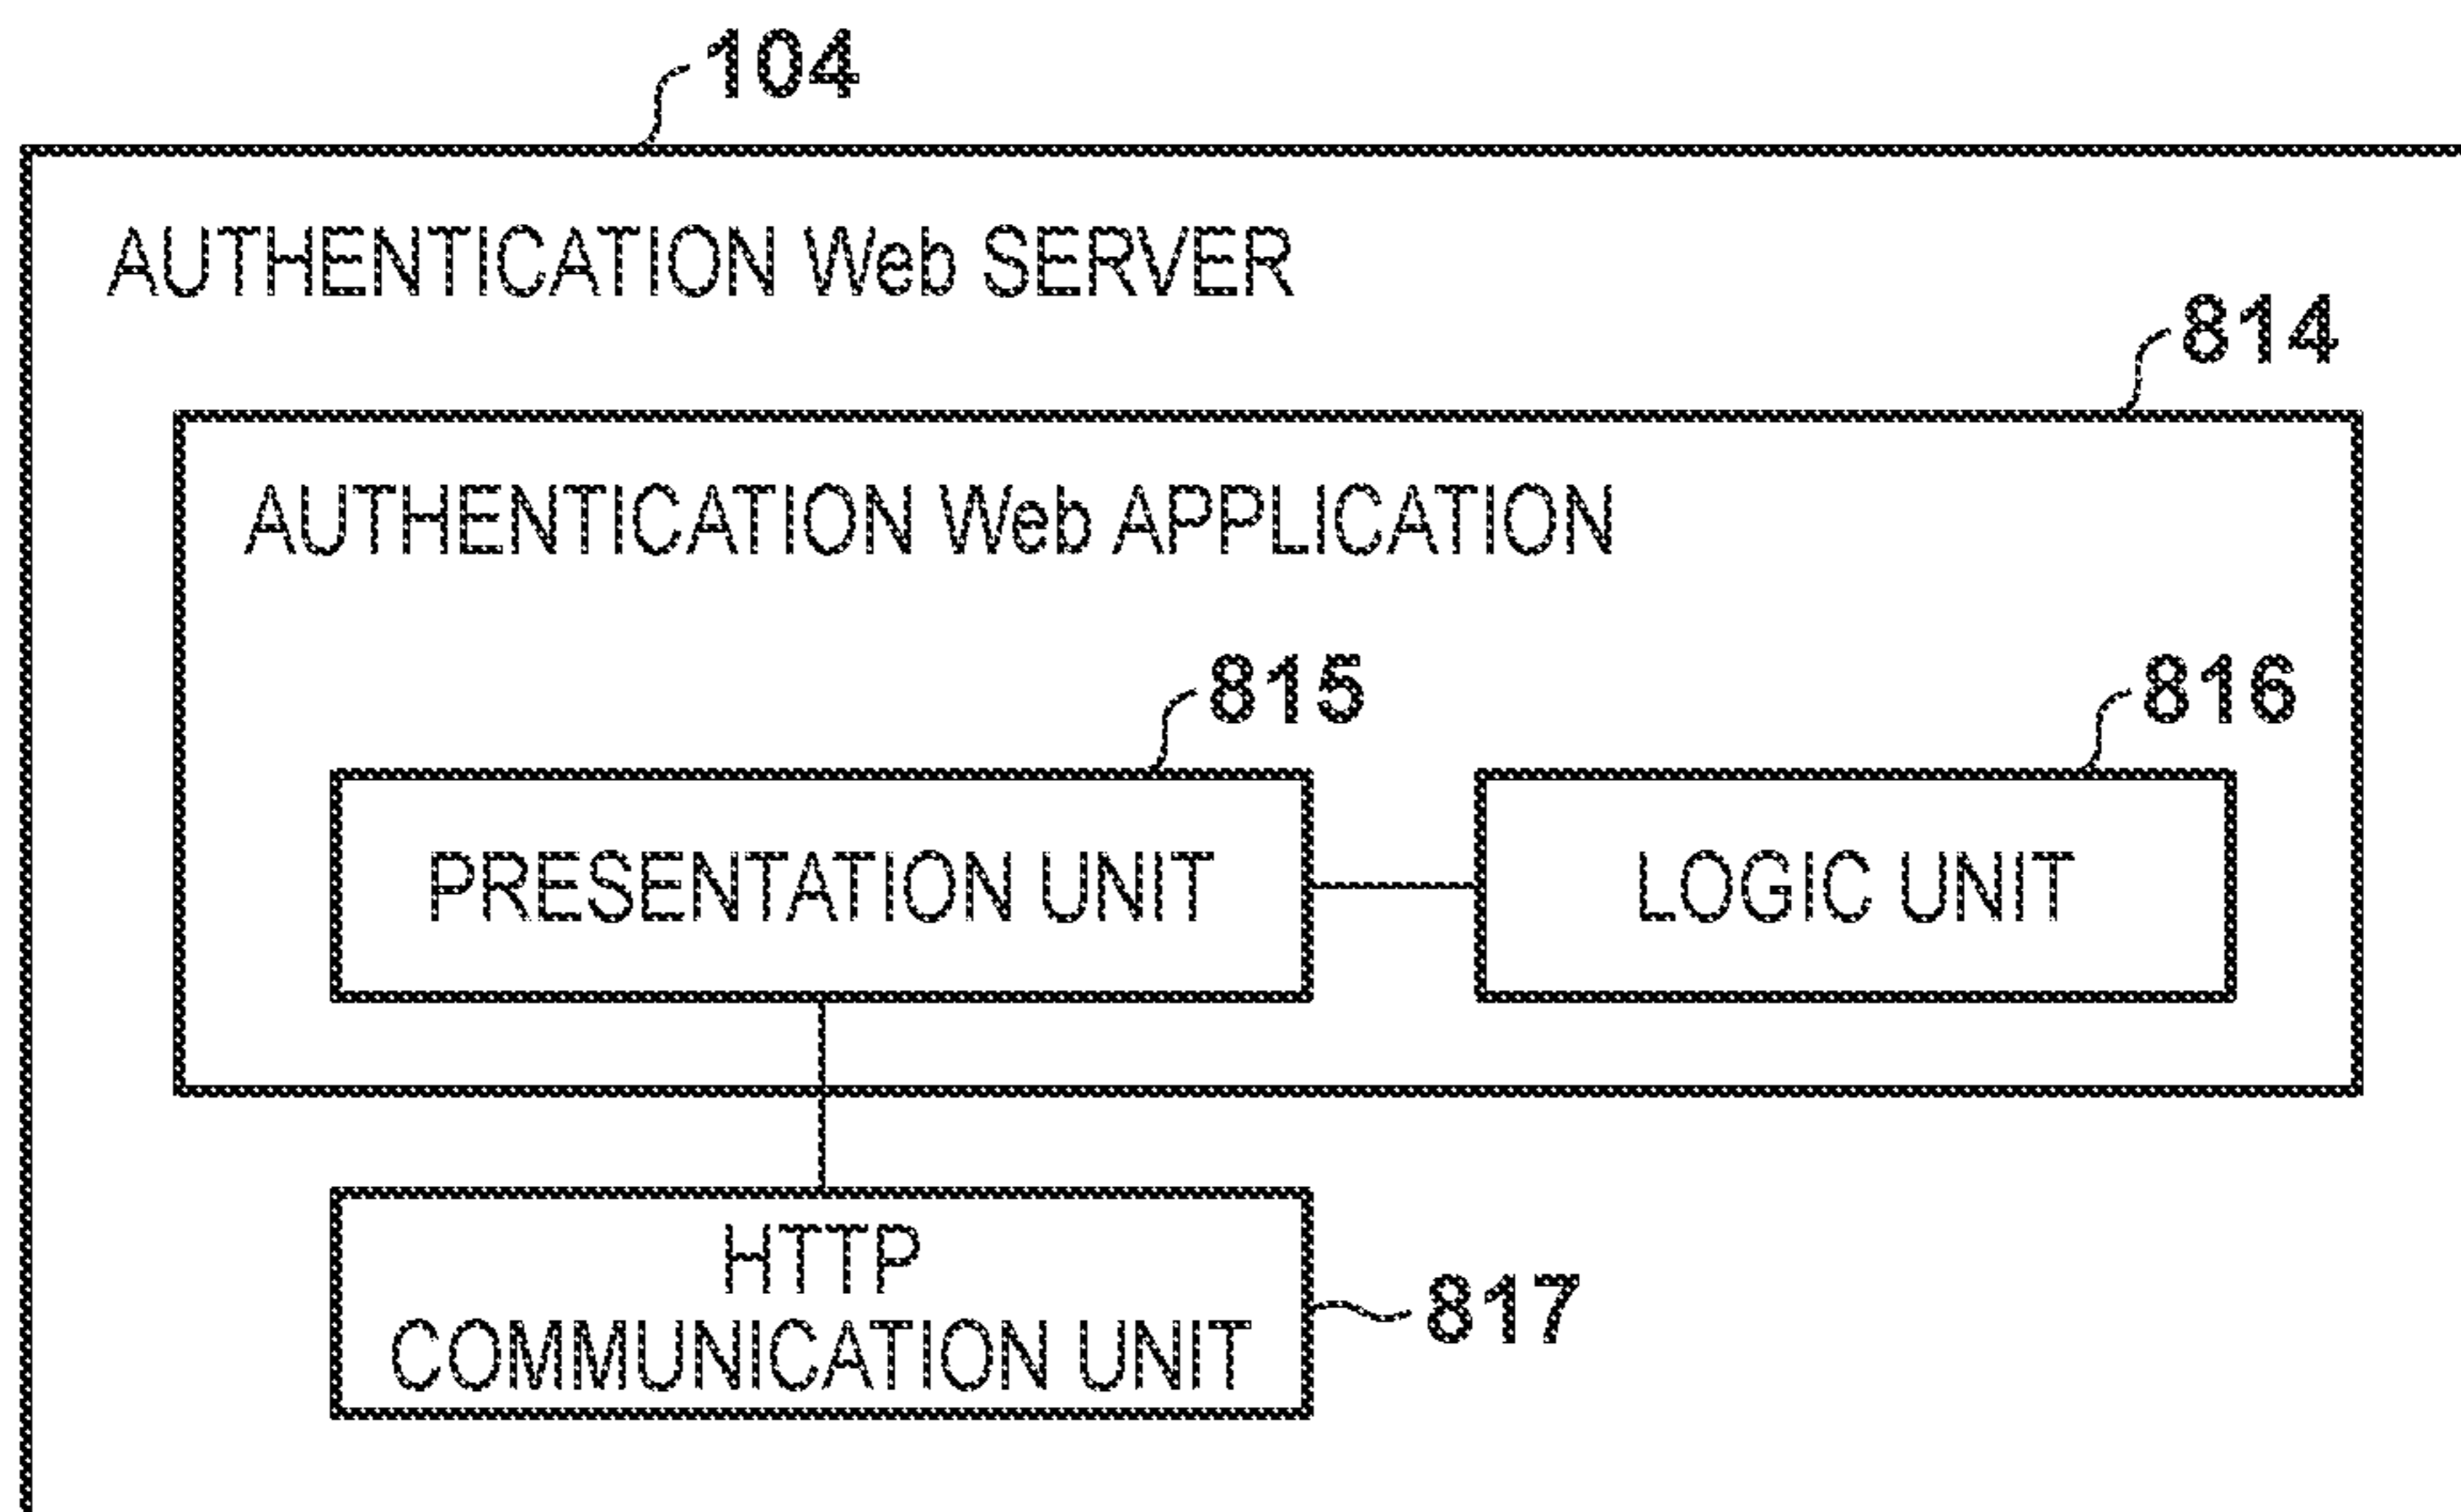 104
AUTHENTICATION Web SERVER
814
AUTHENTICATION Web APPLICATION
815
816
PRESENTATION UNIT
LOGIC UNIT
HTTP
COMMUNICATION UNIT
817